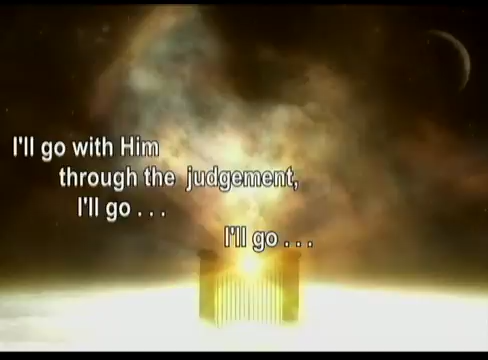 I'll go with Him
through the judgement,
I'll go . . .
I'll go . . .